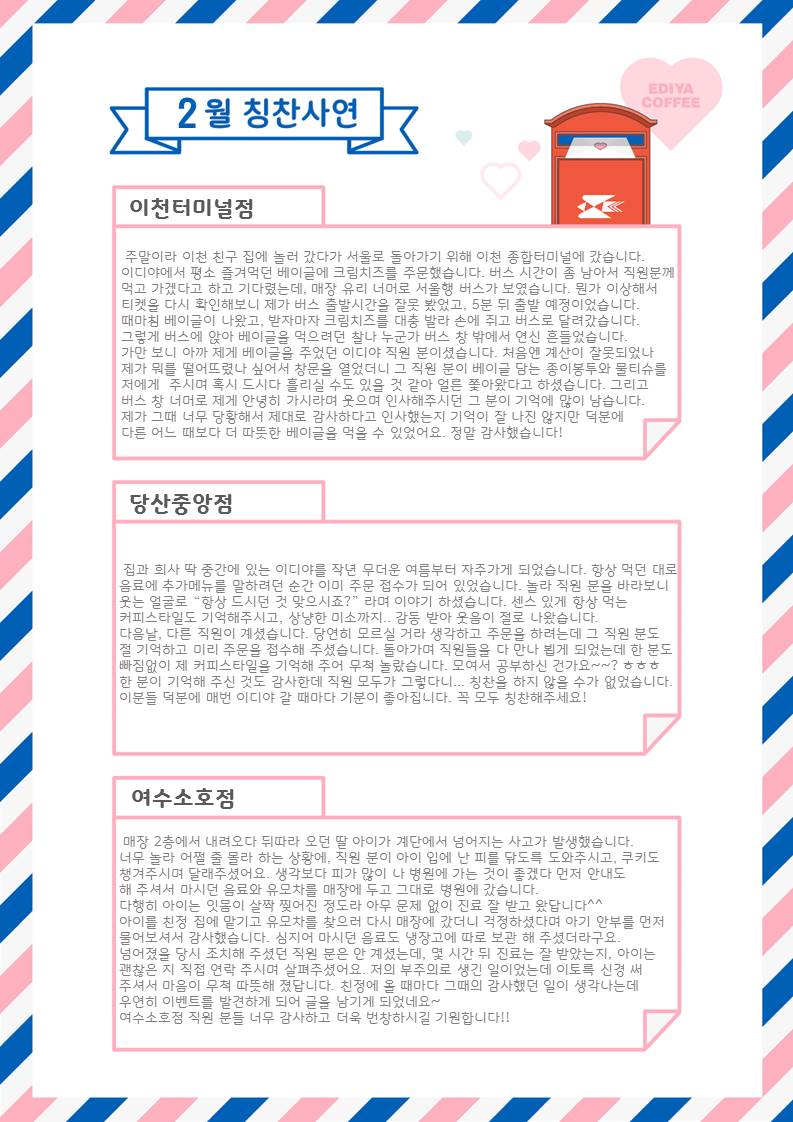 EDIYA
COFFEE
2월 칭찬사연
이천터미널점
주말이라 이천 친구 집에 놀러 갔다가 서울로 돌아가기 위해 이천 종합터미널에 갔습니다.
이디야에서 평소 즐겨먹던 베이글에 크림치즈를 주문했습니다. 버스 시간이 좀 남아서 직원분께
먹고 가겠다고 하고 기다렸는데, 매장 유리 너머로 서울행 버스가 보였습니다. 뭔가 이상해서
티켓을 다시 확인해보니 제가 버스 출발시간을 잘못 봤었고, 5분 뒤 출발 예정이었습니다.
때마침 베이글이 나왔고, 받자마자 크림치즈를 대충 발라 손에 쥐고 버스로 달려갔습니다.
그렇게 버스에 앉아 베이글을 먹으려던 찰나 누군가 버스 창 밖에서 연신 흔들었습니다.
가만 보니 아까 제게 베이글을 주었던 이디야 직원 분이셨습니다. 처음엔 계산이 잘못되었나
제가 뭐를 떨어뜨렸나 싶어서 창문을 열었더니 그 직원 분이 베이글 담는 종이봉투와 물티슈를
저에게 주시며 혹시 드시다 흘리실 수도 있을 것 같아 얼른 쫓아왔다고 하셨습니다. 그리고
버스 창 너머로 제게 안녕히 가시라며 웃으며 인사해주시던 그 분이 기억에 많이 남습니다.
제가 그때 너무 당황해서 제대로 감사하다고 인사했는지 기억이 잘 나진 않지만 덕분에
다른 어느 때보다 더 따뜻한 베이글을 먹을 수 있었어요. 정말 감사했습니다!
당산중앙점
집과 회사 딱 중간에 있는 이디야를 작년 무더운 여름부터 자주가게 되었습니다. 항상 먹던 대로
음료에 추가메뉴를 말하려던 순간 이미 주문 접수가 되어 있었습니다. 놀라 직원 분을 바라보니
웃는 얼굴로 “항상 드시던 것 맞으시죠?” 라며 이야기 하셨습니다. 센스 있게 항상 먹는
커피스타일도 기억해주시고, 상냥한 미소까지.. 감동 받아 웃음이 절로 나왔습니다.
다음날, 다른 직원이 계셨습니다. 당연히 모르실 거라 생각하고 주문을 하려는데 그 직원 분도
절 기억하고 미리 주문을 접수해 주셨습니다. 돌아가며 직원들을 다 만나 뵙게 되었는데 한 분도
빠짐없이 제 커피스타일을 기억해 주어 무척 놀랐습니다. 모여서 공부하신 건가요~~? ㅎㅎㅎ
한 분이 기억해 주신 것도 감사한데 직원 모두가 그렇다니... 칭찬을 하지 않을 수가 없었습니다.
이분들 덕분에 매번 이디야 갈 때마다 기분이 좋아집니다. 꼭 모두 칭찬해주세요!
여수소호점
매장 2층에서 내려오다 뒤따라 오던 딸 아이가 계단에서 넘어지는 사고가 발생했습니다.
너무 놀라 어쩔 줄 몰라 하는 상황에, 직원 분이 아이 입에 난 피를 닦도록 도와주시고, 쿠키도
챙겨주시며 달래주셨어요. 생각보다 피가 많이 나 병원에 가는 것이 좋겠다 먼저 안내도
해 주셔서 마시던 음료와 유모차를 매장에 두고 그대로 병원에 갔습니다.
다행히 아이는 잇몸이 살짝 찢어진 정도라 아무 문제 없이 진료 잘 받고 왔답니다^^
아이를 친정 집에 맡기고 유모차를 찾으러 다시 매장에 갔더니 걱정하셨다며 아기 안부를 먼저
물어보셔서 감사했습니다. 심지어 마시던 음료도 냉장고에 따로 보관 해 주셨더라구요.
넘어졌을 당시 조치해 주셨던 직원 분은 안 계셨는데, 몇 시간 뒤 진료는 잘 받았는지, 아이는
괜찮은 지 직접 연락 주시며 살펴주셨어요. 저의 부주의로 생긴 일이었는데 이토록 신경 써
주셔서 마음이 무척 따뜻해 졌답니다. 친정에 올 때마다 그때의 감사했던 일이 생각나는데
우연히 이벤트를 발견하게 되어 글을 남기게 되었네요~
여수소호점 직원 분들 너무 감사하고 더욱 번창하시길 기원합니다!!